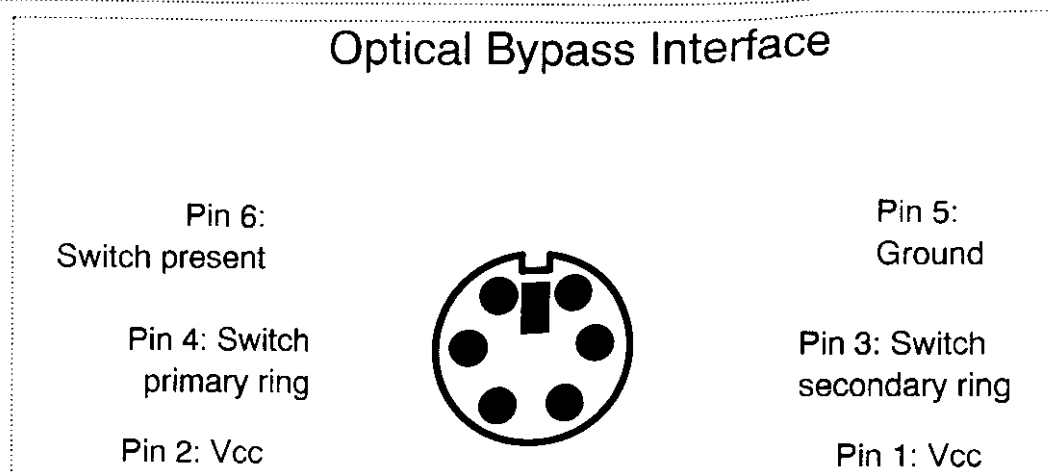 Optical Bypass Interface
Pin 6:
Switch present
Pin 5:
Ground
Pin 4: Switch
primary ring
Pin 3: Switch
secondary ring
Pin 2: Vcc
Pin 1: Vcc